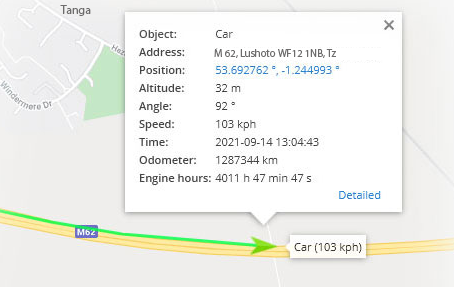 Tanga
Windermere Dr
Object: Car
Address: M 62, Lushoto WF12 1NB, Tz
Position: 53.692762 °, -1.244993 °
Altitude: 32 m
Angle: 92 °
Speed: 103 kph
Time: 2021-09-14 13:04:43
Odometer: 1287344 km
Engine hours: 4011 h 47 min 47 s
Detailed
M62
Car (103 kph)